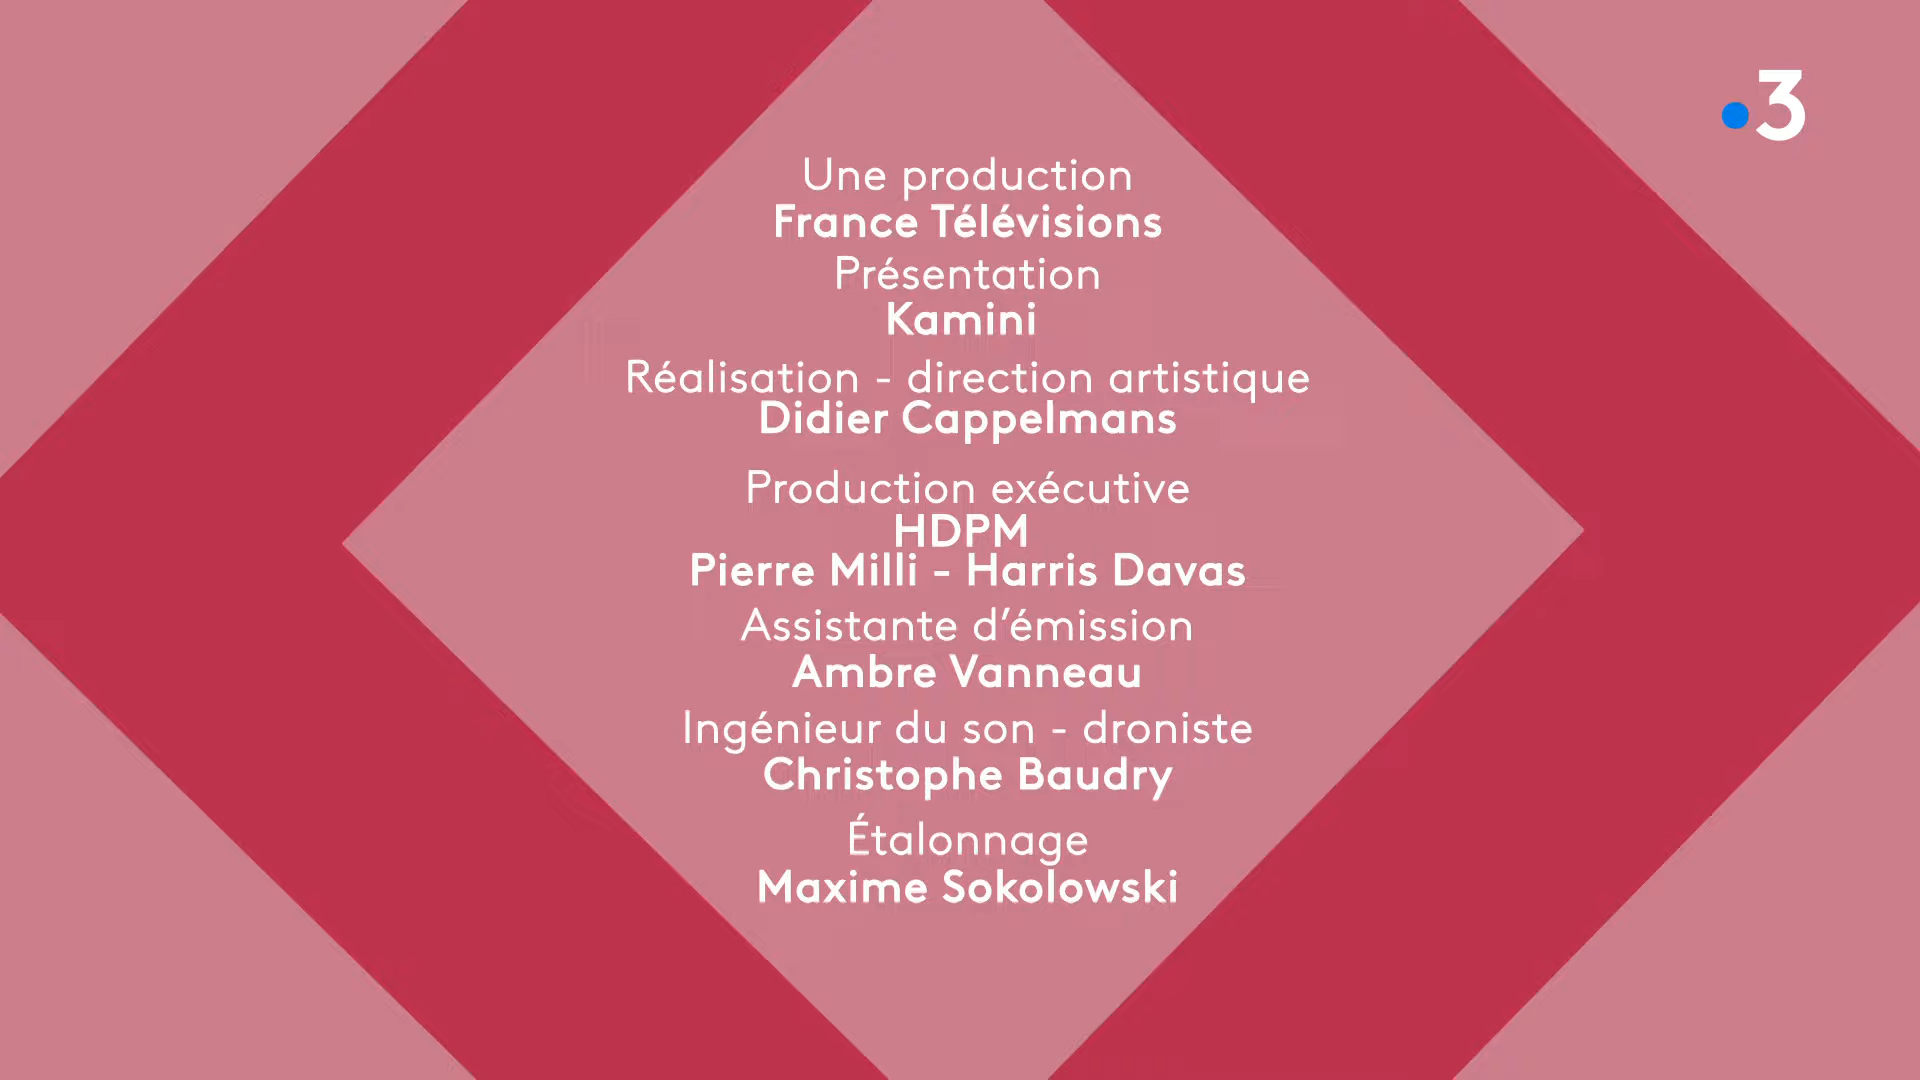 3
Une production
France Télévisions
Présentation
Kamini
Réalisation - direction artistique
Didier Cappelmans
Production exécutive
HDPM
Pierre Milli - Harris Davas
Assistante d’émission
Ambre Vanneau
Ingénieur du son - droniste
Christophe Baudry
Étalonnage
Maxime Sokolowski